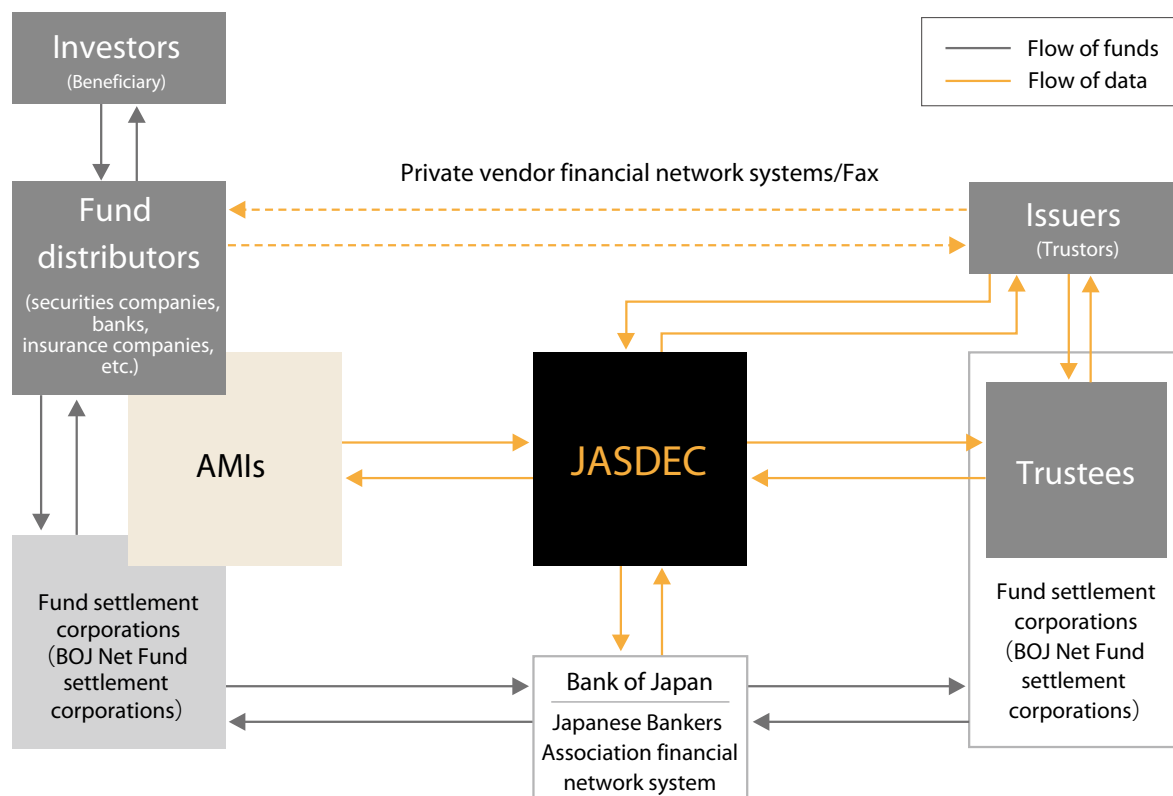 Investors
(Beneficiary)
Flow of funds
Flow of data
Private vendor financial network systems/Fax
Fund
distributors
(securities companies,
banks,
insurance companies,
etc.)
Issuers
(Trustors)
AMIs
JASDEC
Trustees
Fund settlement
corporations
（BOJ Net Fund
settlement
corporations）
Bank of Japan
Japanese Bankers
Association financial
network system
Fund settlement
corporations
（BOJ Net Fund
settlement
corporations）